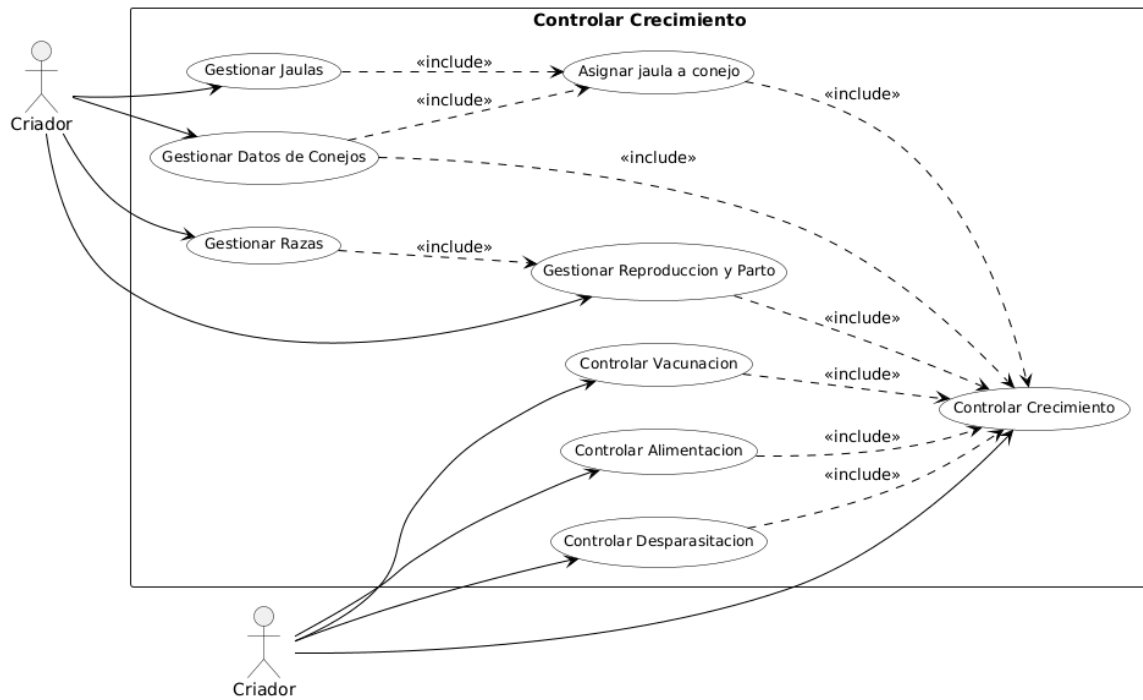 Controlar Crecimiento
Gestionar Jaulas
«include»
Asignar jaula a conejo
«include»
«include»
Criador
Gestionar Datos de Conejos
«include»
Gestionar Razas
«include»
Gestionar Reproduccion y Parto
«include»
Controlar Vacunacion
«include»
Controlar Crecimiento
Controlar Alimentacion
«include»
«include»
Controlar Desparasitacion
Criador